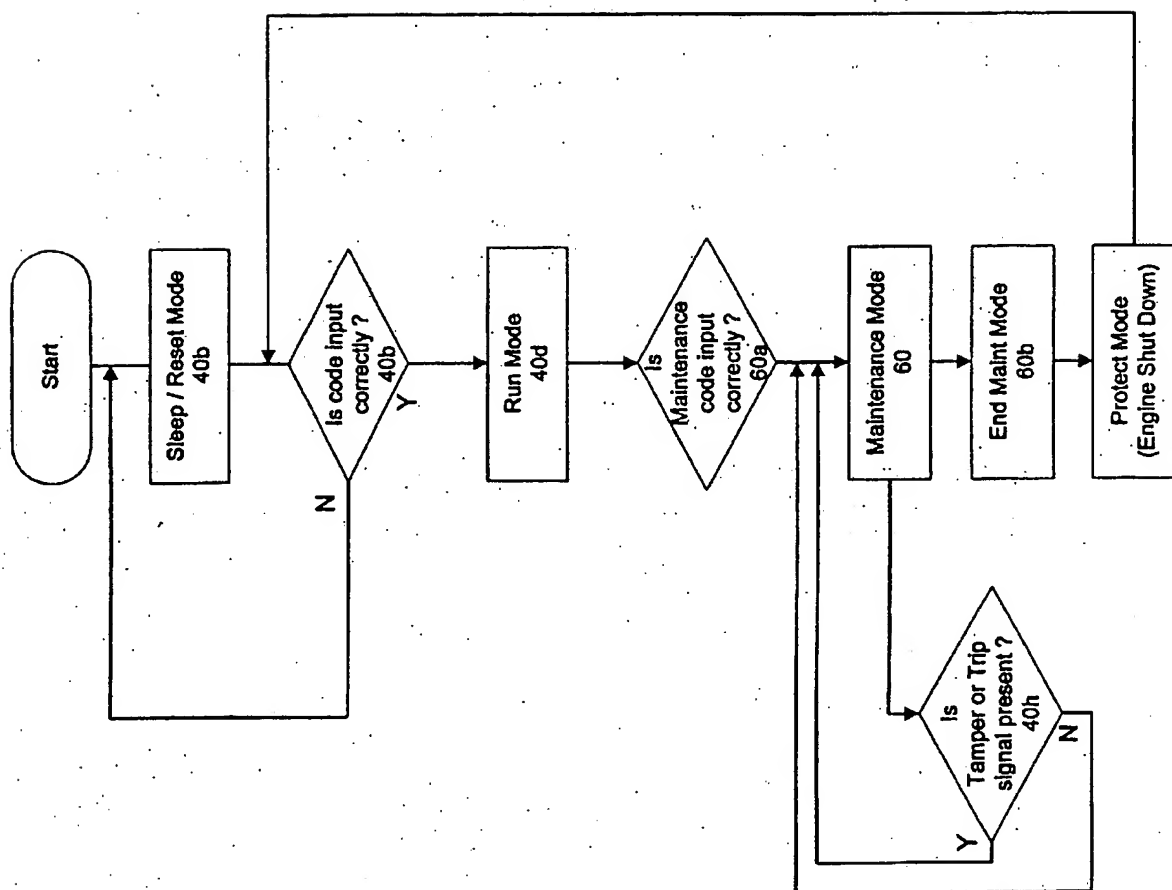 Start
Sleep / Reset Mode
40b
Is code input
correctly ?
40b
N
Y
Run Mode
40d
Is
Maintenance
code input
correctly ?
60a
Maintenance Mode
60
Is
Tamper or Trip
signal present ?
40h
Y
N
End Maint Mode
60b
Protect Mode
(Engine Shut Down)